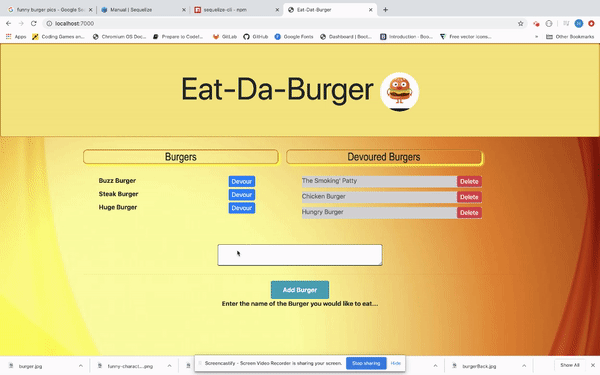 funny burger pics - Google Se
Manual | Sequelize
sequelize-cli - npm
Eat-Da-Burger
localhost:7000
Apps
Coding Games an...
Chromium OS Doc...
Prepare to Codef...
GitLab
GitHub
Google Fonts
Dashboard | Boot...
Introduction · Boo...
Free vector icons...
Other Bookmarks
Eat-Da-Burger
Burgers
Devoured Burgers
Buzz Burger
Devour
Steak Burger
Devour
Huge Burger
Devour
The Smoking' Patty
Delete
Chicken Burger
Delete
Hungry Burger
Delete
Add Burger
Enter the name of the Burger you would like to eat...
burger.jpg
funny-charact....png
Screencastify - Screen Video Recorder is sharing your screen.
Stop sharing
Hide
burgerBack.jpg
Show All